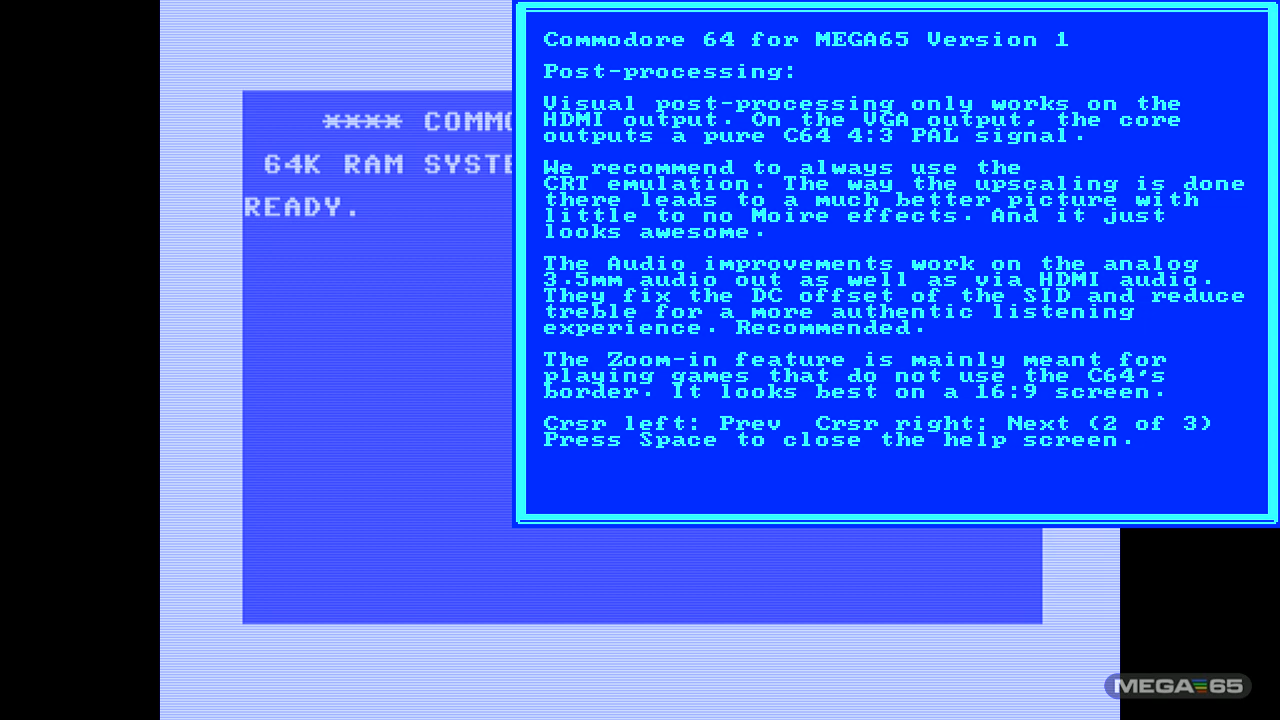 **** COMMO
64K RAM SYSTE
READY.
Commodore 64 for MEGA65 Version 1
Post-processing:
Visual post-processing only works on the
HDMI output. On the VGA output, the core
outputs a pure C64 4:3 PAL signal.
We recommend to always use the
CRT emulation. The way the upscaling is done
there leads to a much better picture with
little to no Moire effects. And it just
looks awesome.
The Audio improvements work on the analog
3.5mm audio out as well as via HDMI audio.
They fix the DC offset of the SID and reduce
treble for a more authentic listening
experience. Recommended.
The Zoom-in feature is mainly meant for
playing games that do not use the C64's
border. It looks best on a 16:9 screen.
Crsr left: Prev  Crsr right: Next (2 of 3)
Press Space to close the help screen.
MEGA65